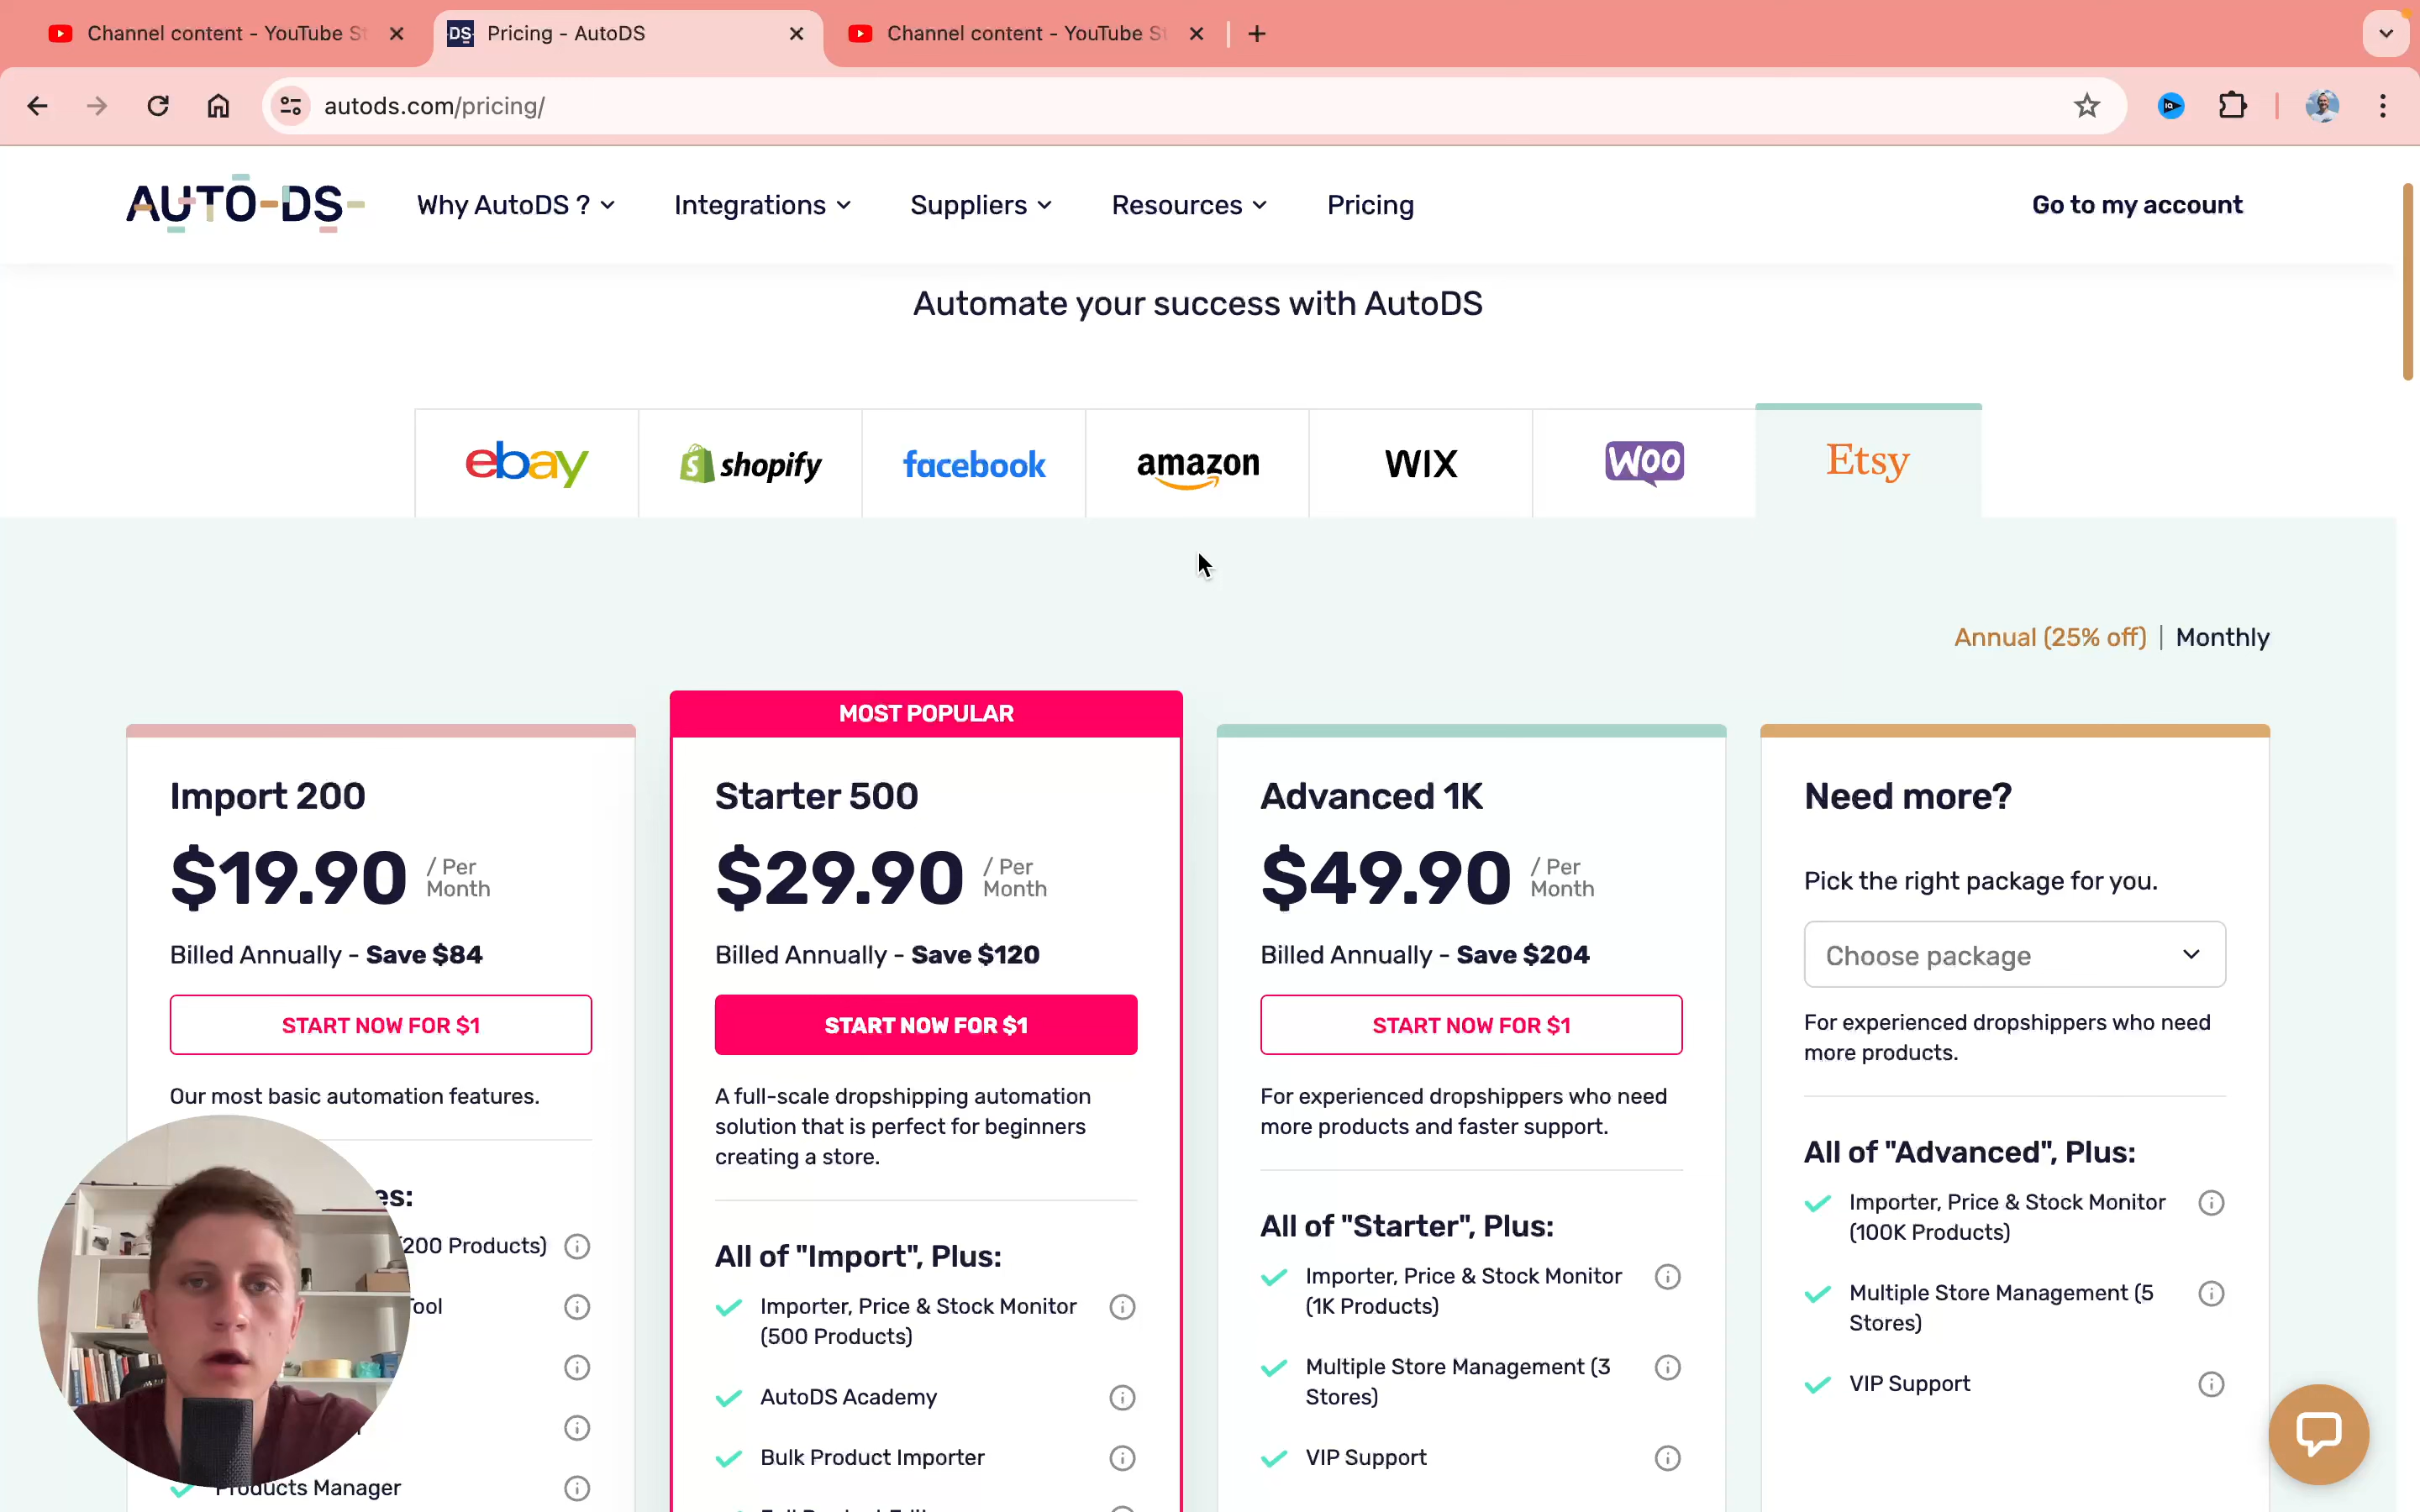 Channel content - YouTube St
Pricing - AutoDS
Channel content - YouTube St
autods.com/pricing/
AUTO-DS
Why AutoDS ?
Integrations
Suppliers
Resources
Pricing
Go to my account
Automate your success with AutoDS
ebay
shopify
facebook
amazon
WIX
WOO
Etsy
Annual (25% off) | Monthly
Import 200
$19.90 / Per Month
Billed Annually - Save $84
START NOW FOR $1
Our most basic automation features.
es:
200 Products)
Tool
Products Manager
MOST POPULAR
Starter 500
$29.90 / Per Month
Billed Annually - Save $120
START NOW FOR $1
A full-scale dropshipping automation
solution that is perfect for beginners
creating a store.
All of "Import", Plus:
Importer, Price & Stock Monitor
(500 Products)
AutoDS Academy
Bulk Product Importer
Advanced 1K
$49.90 / Per Month
Billed Annually - Save $204
START NOW FOR $1
For experienced dropshippers who need
more products and faster support.
All of "Starter", Plus:
Importer, Price & Stock Monitor
(1K Products)
Multiple Store Management (3
Stores)
VIP Support
Need more?
Pick the right package for you.
Choose package
For experienced dropshippers who need
more products.
All of "Advanced", Plus:
Importer, Price & Stock Monitor
(100K Products)
Multiple Store Management (5
Stores)
VIP Support